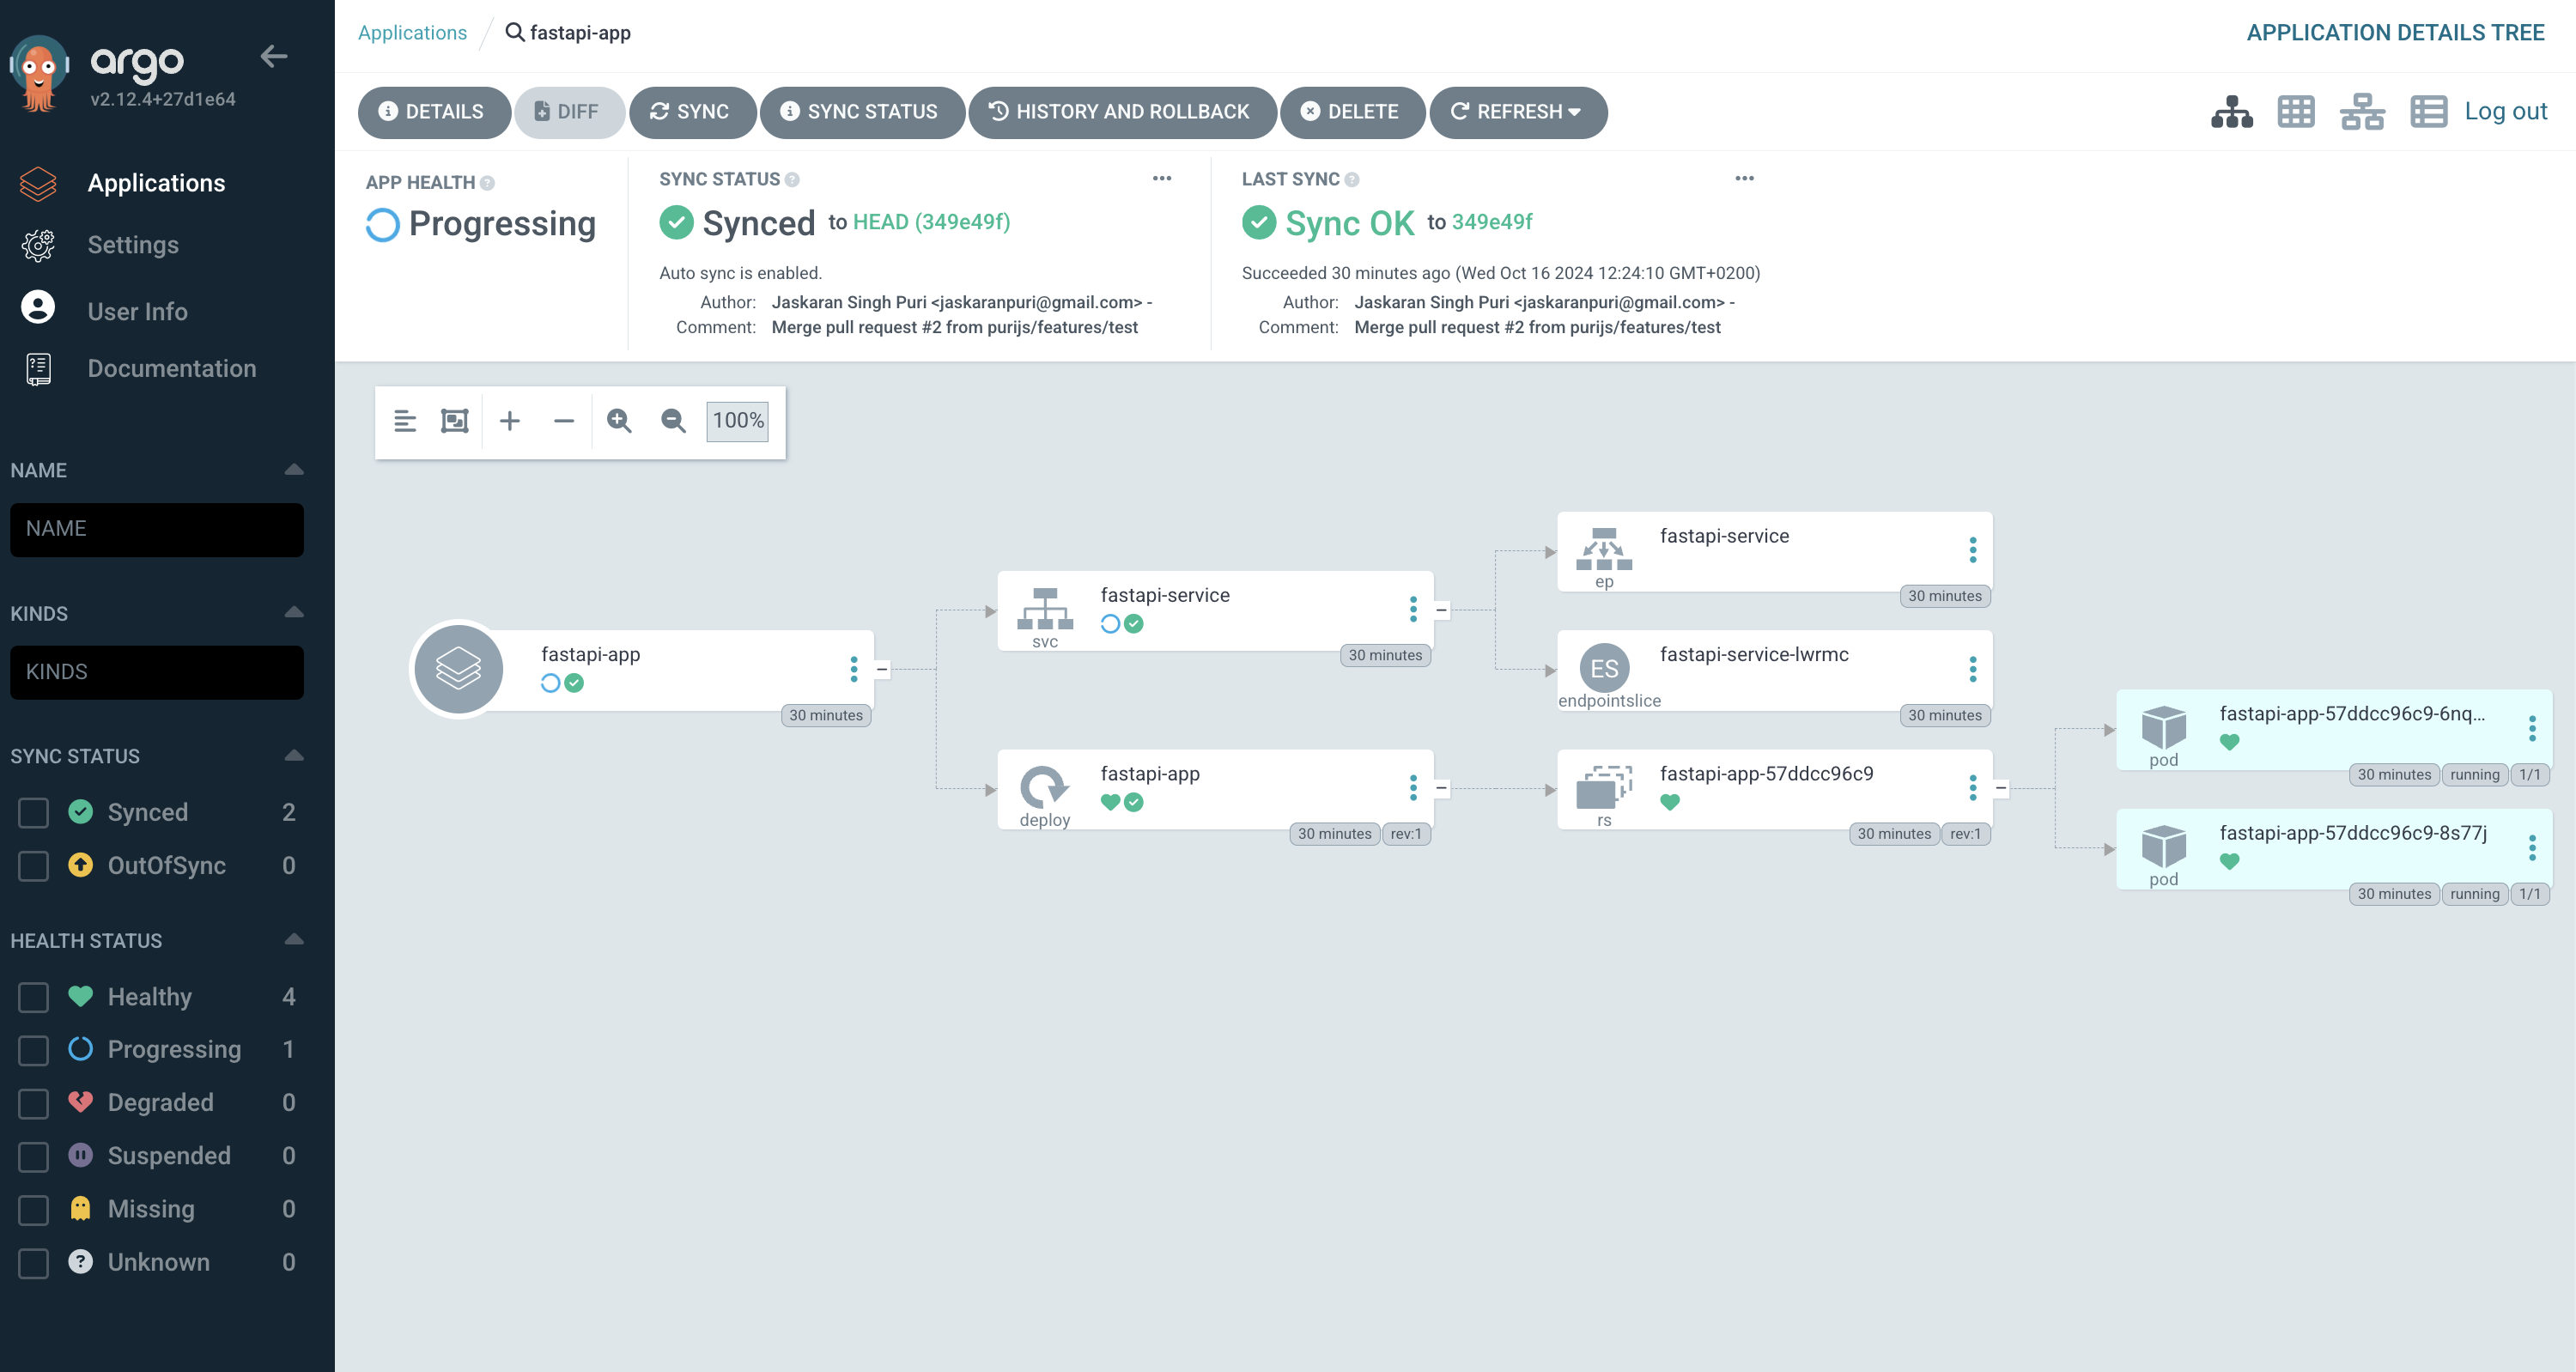 argo
v2.12.4+27d1e64
Applications
Settings
User Info
Documentation
NAME
NAME
KINDS
KINDS
SYNC STATUS
Synced 2
OutOfSync 0
HEALTH STATUS
Healthy 4
Progressing 1
Degraded 0
Suspended 0
Missing 0
Unknown 0
Applications / fastapi-app
APPLICATION DETAILS TREE
DETAILS DIFF SYNC SYNC STATUS HISTORY AND ROLLBACK DELETE REFRESH
Log out
APP HEALTH
Progressing
SYNC STATUS
Synced to HEAD (349e49f)
Auto sync is enabled.
Author: Jaskaran Singh Puri <jaskaranpuri@gmail.com> -
Comment: Merge pull request #2 from purijs/features/test
LAST SYNC
Sync OK to 349e49f
Succeeded 30 minutes ago (Wed Oct 16 2024 12:24:10 GMT+0200)
Author: Jaskaran Singh Puri <jaskaranpuri@gmail.com> -
Comment: Merge pull request #2 from purijs/features/test
100%
fastapi-app
30 minutes
fastapi-service
svc
30 minutes
fastapi-app
deploy
30 minutes rev:1
fastapi-service
ep
30 minutes
ES
fastapi-service-lwrmc
endpointslice
30 minutes
fastapi-app-57ddcc96c9
rs
30 minutes rev:1
fastapi-app-57ddcc96c9-6nq...
pod
30 minutes running 1/1
fastapi-app-57ddcc96c9-8s77j
pod
30 minutes running 1/1